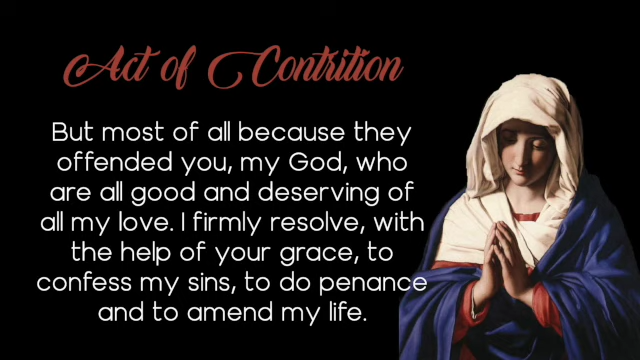 Act of Contrition
But most of all because they
offended you, my God, who
are all good and deserving of
all my love. I firmly resolve, with
the help of your grace, to
confess my sins, to do penance
and to amend my life.